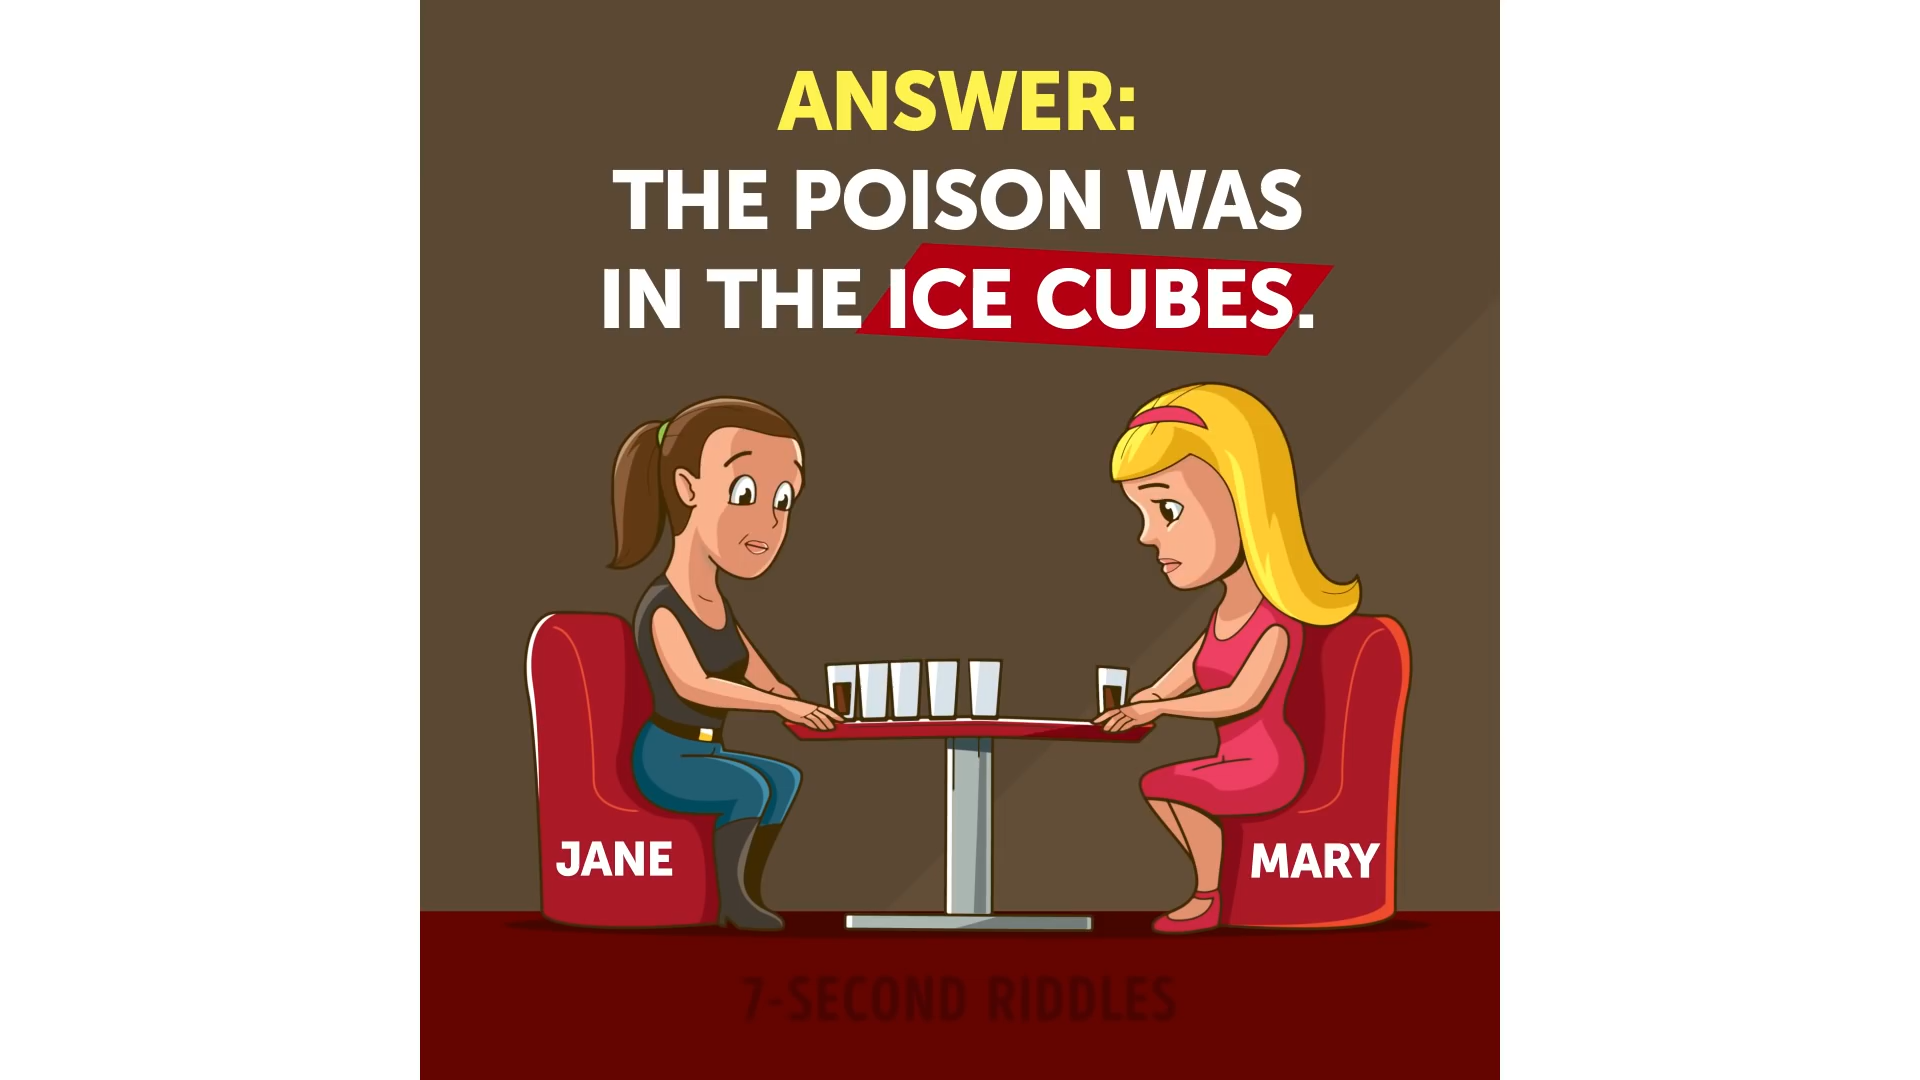 ANSWER:
THE POISON WAS
IN THE ICE CUBES.
JANE
MARY
7-SECOND RIDDLES